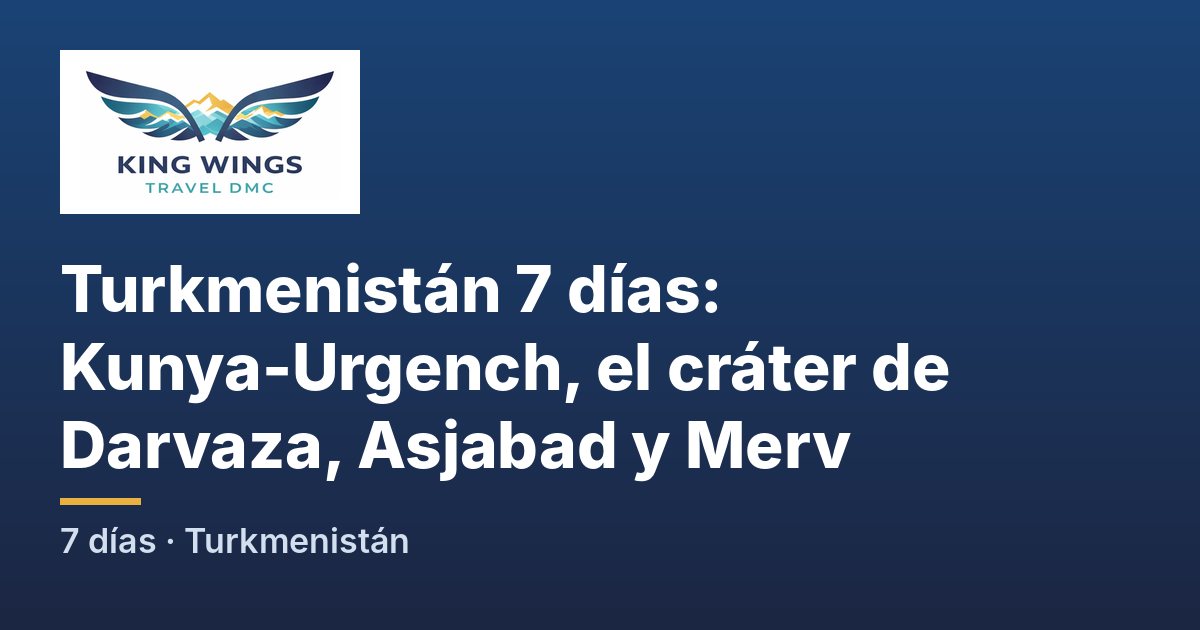 KING WINGS
TRAVEL DMC
Turkmenistán 7 días:
Kunya-Urgench, el cráter de
Darvaza, Asjabad y Merv
7 días · Turkmenistán